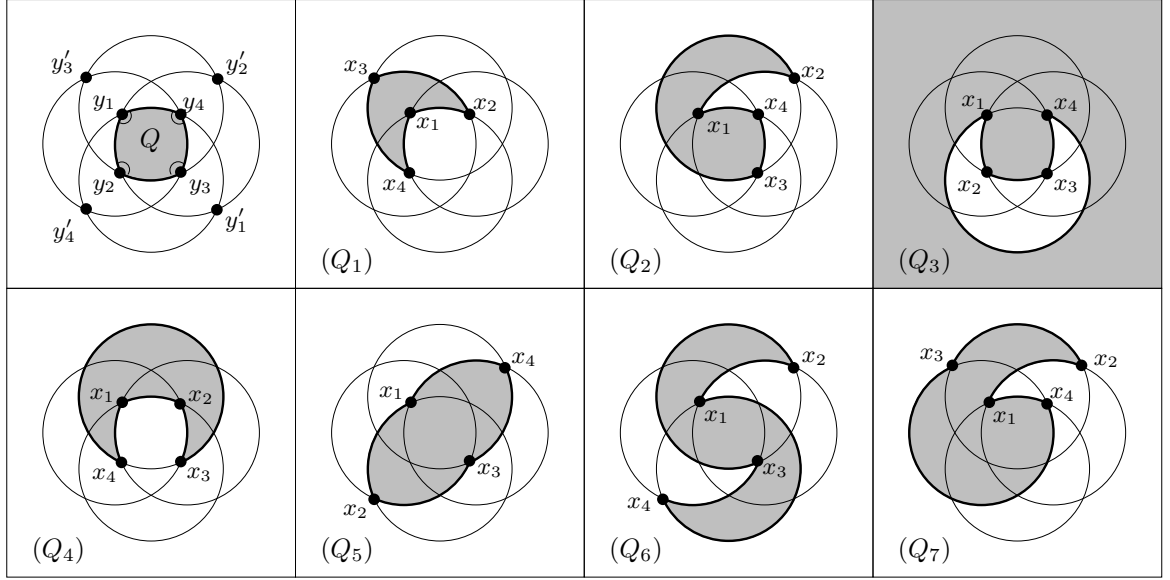 y′₃ y′₂
y₁ y₄
Q
y₂ y₃
y′₄ y′₁
x₃
x₂
x₁
x₄
(Q₁)
x₂
x₄
x₁
x₃
(Q₂)
x₁ x₄
x₂ x₃
(Q₃)
x₁ x₂
x₄ x₃
(Q₄)
x₄
x₁
x₃
x₂
(Q₅)
x₂
x₁
x₃
x₄
(Q₆)
x₃ x₂
x₄
x₁
(Q₇)